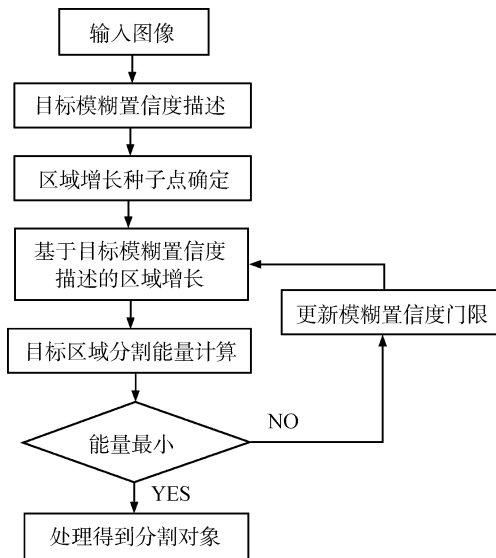 输入图像
目标模糊置信度描述
区域增长种子点确定
基于目标模糊置信度
描述的区域增长
更新模糊置信度门限
目标区域分割能量计算
能量最小
NO
YES
处理得到分割对象